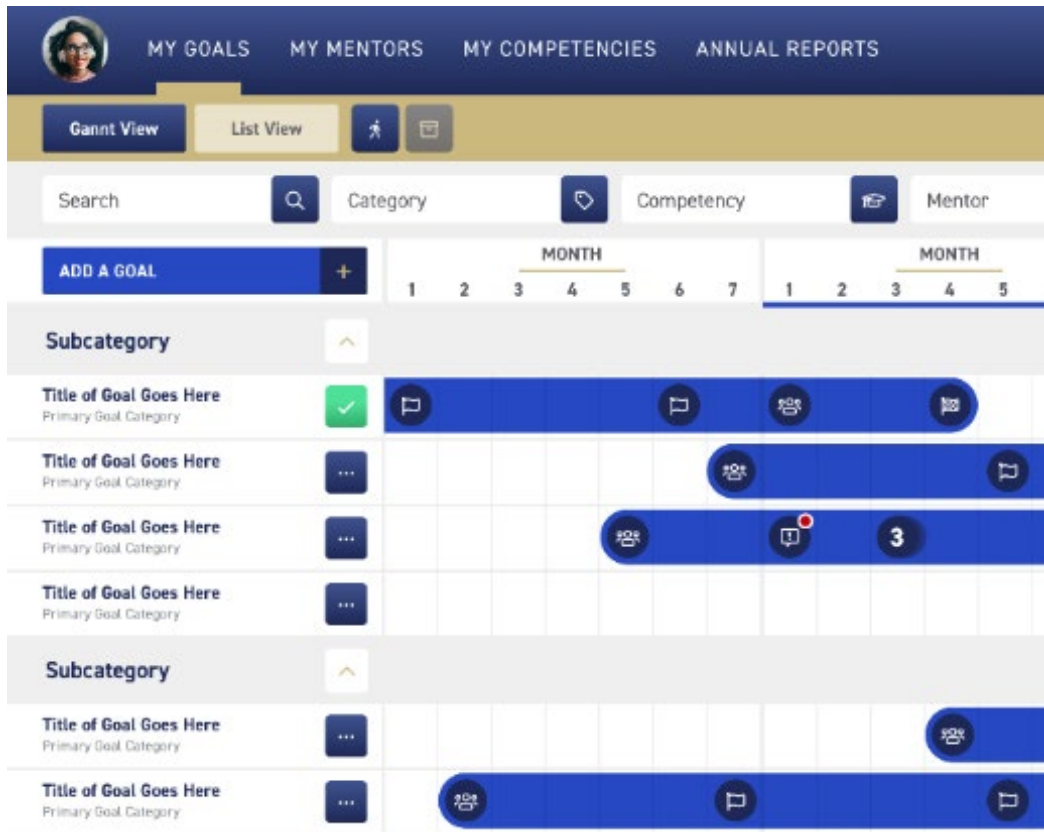 MY GOALS MY MENTORS MY COMPETENCIES ANNUAL REPORTS
Gannt View List View
Search Category Competency Mentor
ADD A GOAL + MONTH MONTH
1 2 3 4 5 6 7 1 2 3 4 5
Subcategory
Title of Goal Goes Here
Primary Goal Category
Title of Goal Goes Here
Primary Goal Category
Title of Goal Goes Here
3
Primary Goal Category
Title of Goal Goes Here
Primary Goal Category
Subcategory
Title of Goal Goes Here
Primary Goal Category
Title of Goal Goes Here
Primary Goal Category